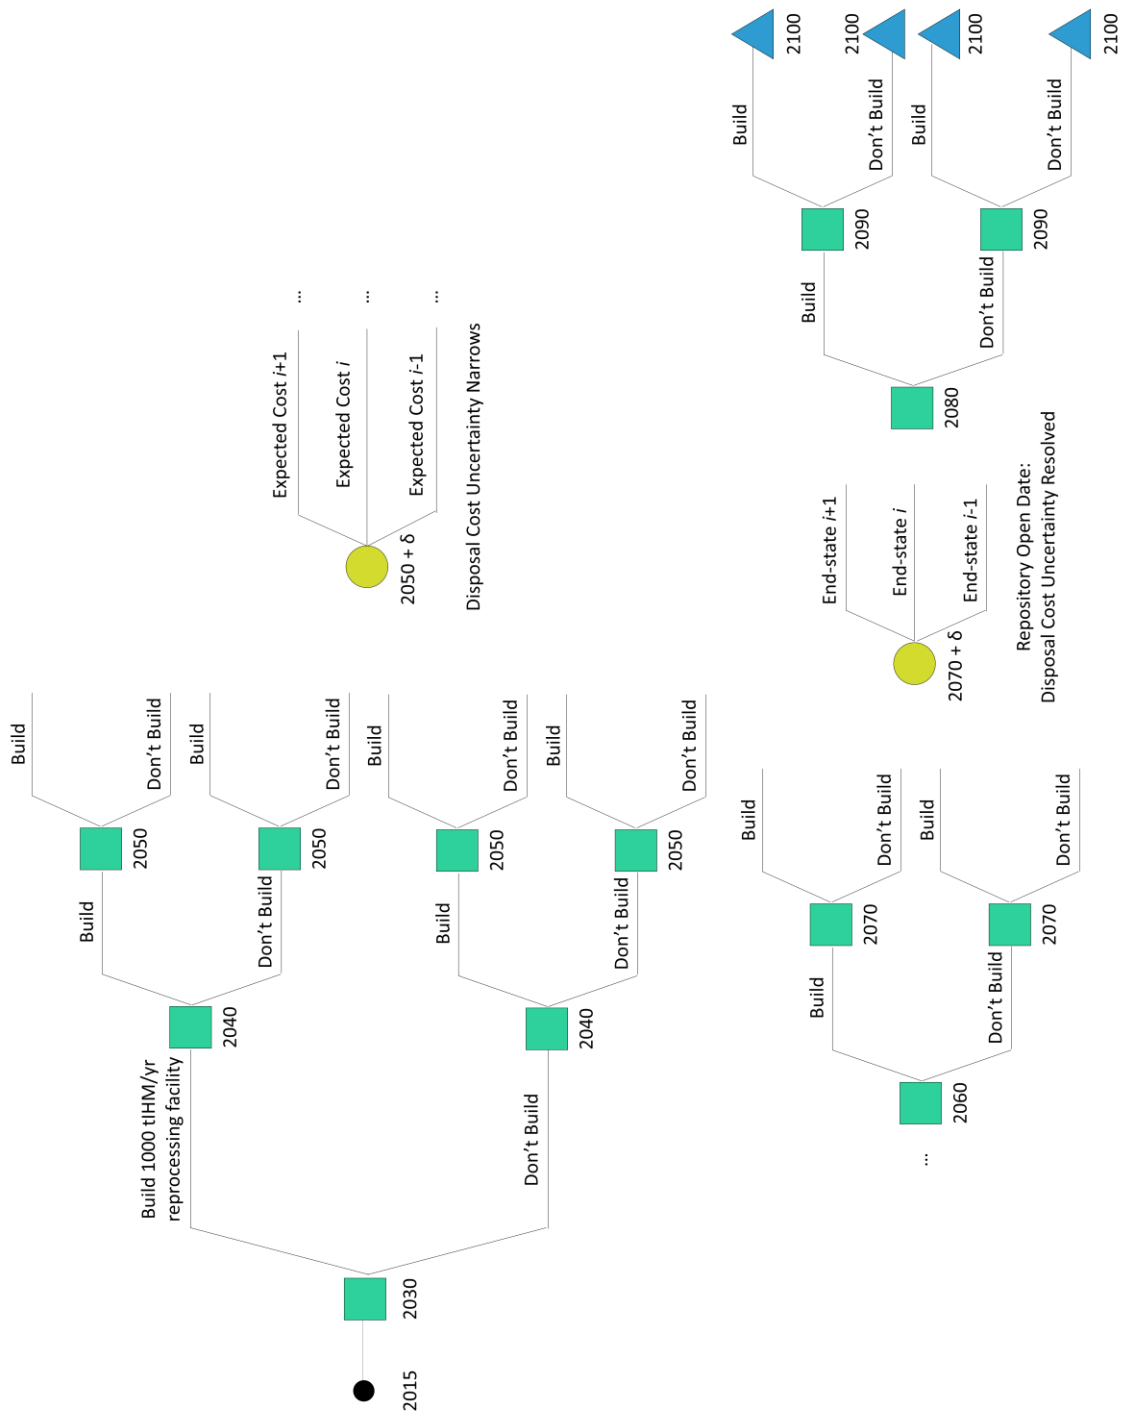 2015
2030
Build 1000 tIHM/yr
reprocessing facility
Don't Build
2040
2040
Build
Don't Build
Build
Don't Build
2050
2050
2050
2050
Build
Don't Build
Build
Don't Build
Build
Don't Build
Build
Don't Build
2050 + δ
Expected Cost i+1
Expected Cost i
Expected Cost i-1
...
...
...
Disposal Cost Uncertainty Narrows
...
2060
Build
Don't Build
2070
2070
Build
Don't Build
Build
Don't Build
2070 + δ
End-state i+1
End-state i
End-state i-1
Repository Open Date:
Disposal Cost Uncertainty Resolved
2080
Build
Don't Build
2090
2090
Build
Don't Build
Build
Don't Build
2100
2100
2100
2100